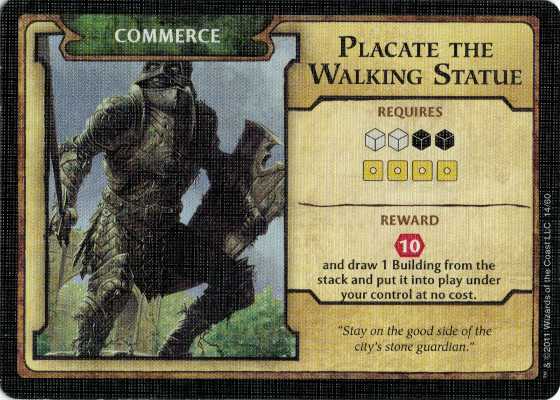 COMMERCE
PLACATE THE
WALKING STATUE
REQUIRES
REWARD
10
and draw 1 Building from the
stack and put it into play under
your control at no cost.
"Stay on the good side of the
city's stone guardian."
™ & ©2011 Wizards of the Coast LLC 14/60